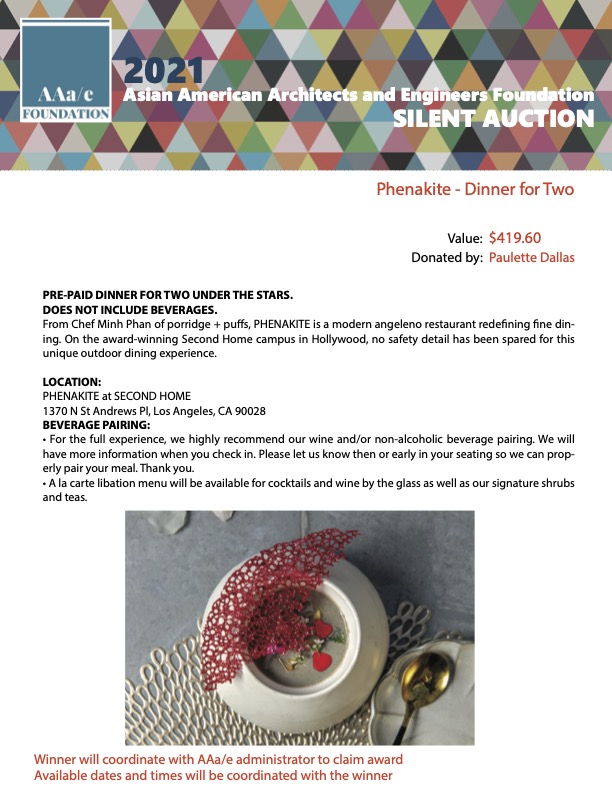 2021
Asian American Architects and Engineers Foundation
SILENT AUCTION
AAa/e
FOUNDATION
Phenakite - Dinner for Two
Value: $419.60
Donated by: Paulette Dallas
PRE-PAID DINNER FOR TWO UNDER THE STARS.
DOES NOT INCLUDE BEVERAGES.
From Chef Minh Phan of porridge + puffs, PHENAKITE is a modern angeleno restaurant redefining fine din-
ing. On the award-winning Second Home campus in Hollywood, no safety detail has been spared for this
unique outdoor dining experience.
LOCATION:
PHENAKITE at SECOND HOME
1370 N St Andrews Pl, Los Angeles, CA 90028
BEVERAGE PAIRING:
• For the full experience, we highly recommend our wine and/or non-alcoholic beverage pairing. We will
have more information when you check in. Please let us know then or early in your seating so we can prop-
erly pair your meal. Thank you.
• A la carte libation menu will be available for cocktails and wine by the glass as well as our signature shrubs
and teas.
Winner will coordinate with AAa/e administrator to claim award
Available dates and times will be coordinated with the winner